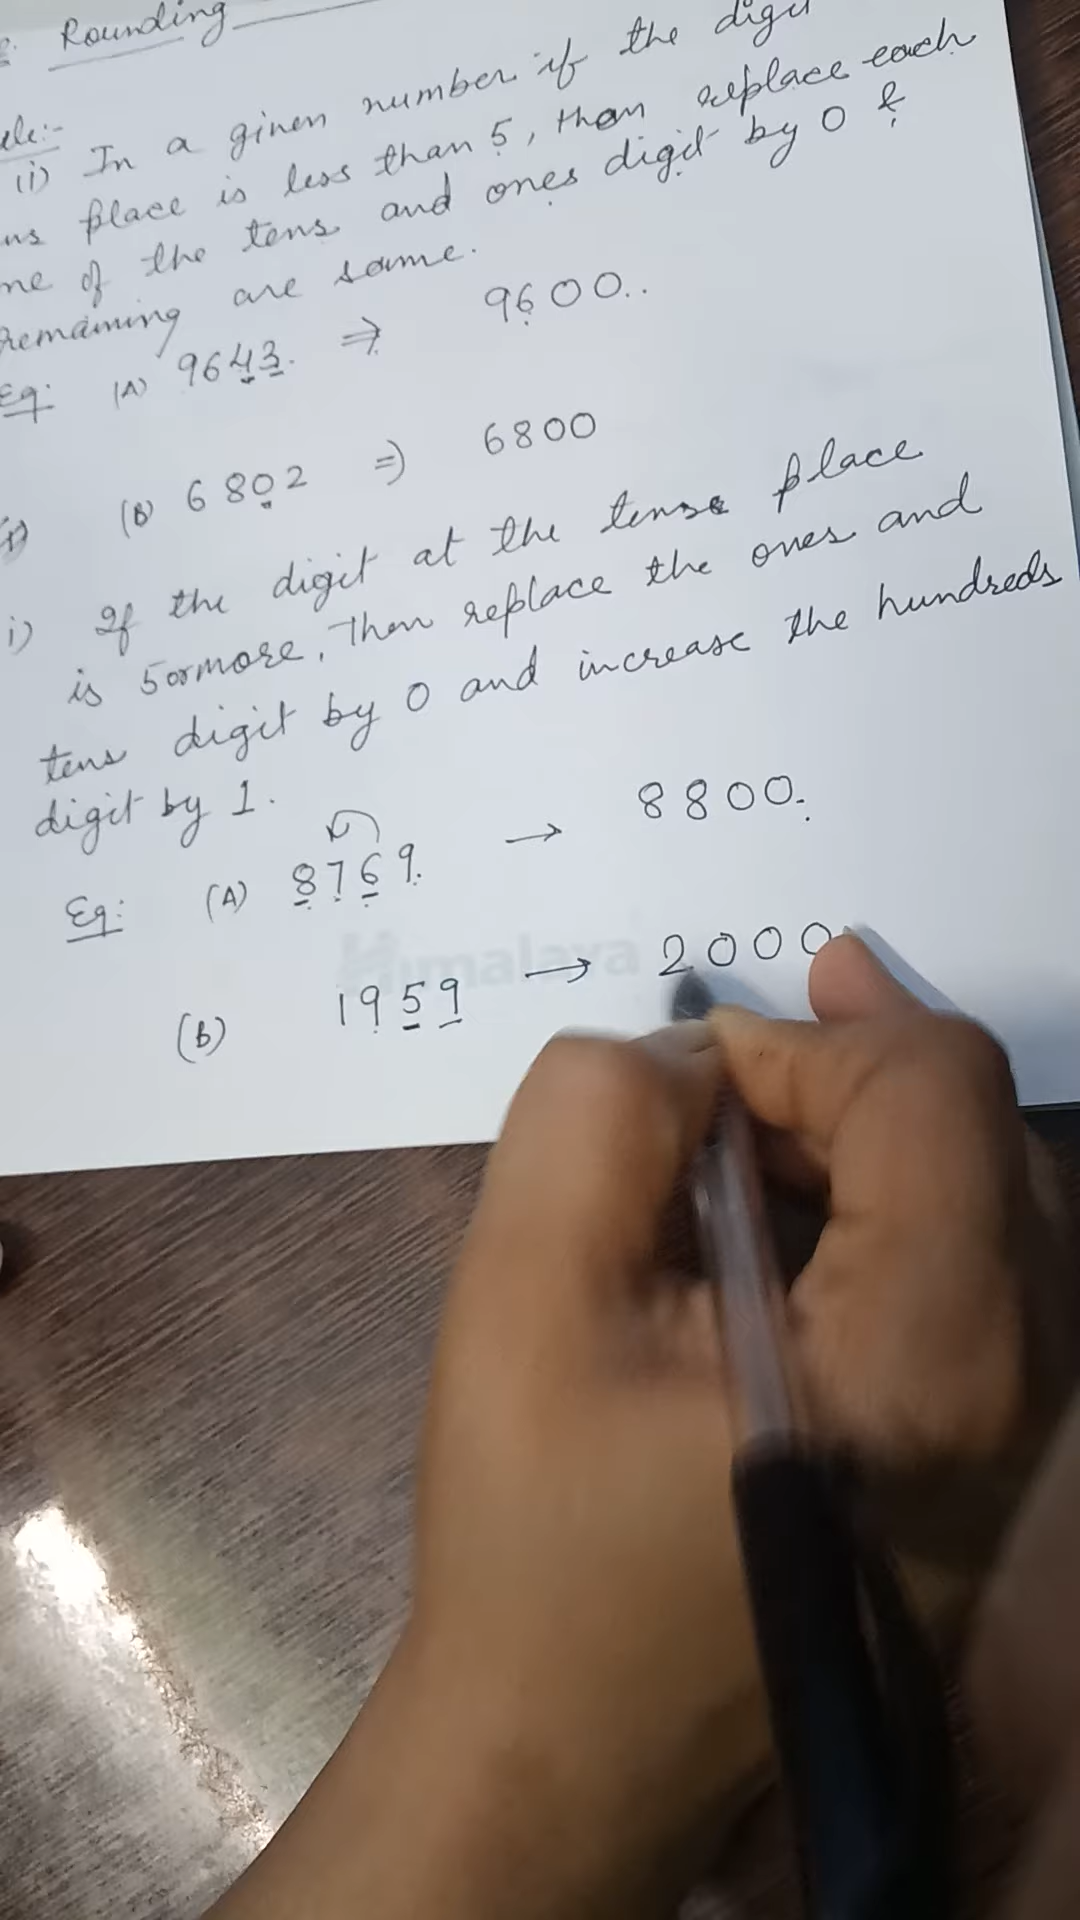 Rounding
(i) In a given number if the digit
place is less than 5, then replace each
of the tens and ones digit by 0 &
remaining are same.
Eg: (A) 9643. ⇒ 9600..
(B) 6802 ⇒ 6800
i) If the digit at the tens place
is 5 or more, then replace the ones and
tens digit by 0 and increase the hundreds
digit by 1.
Eg: (A) 8769. → 8800.
Himalaya
(B) 1959 → 2000